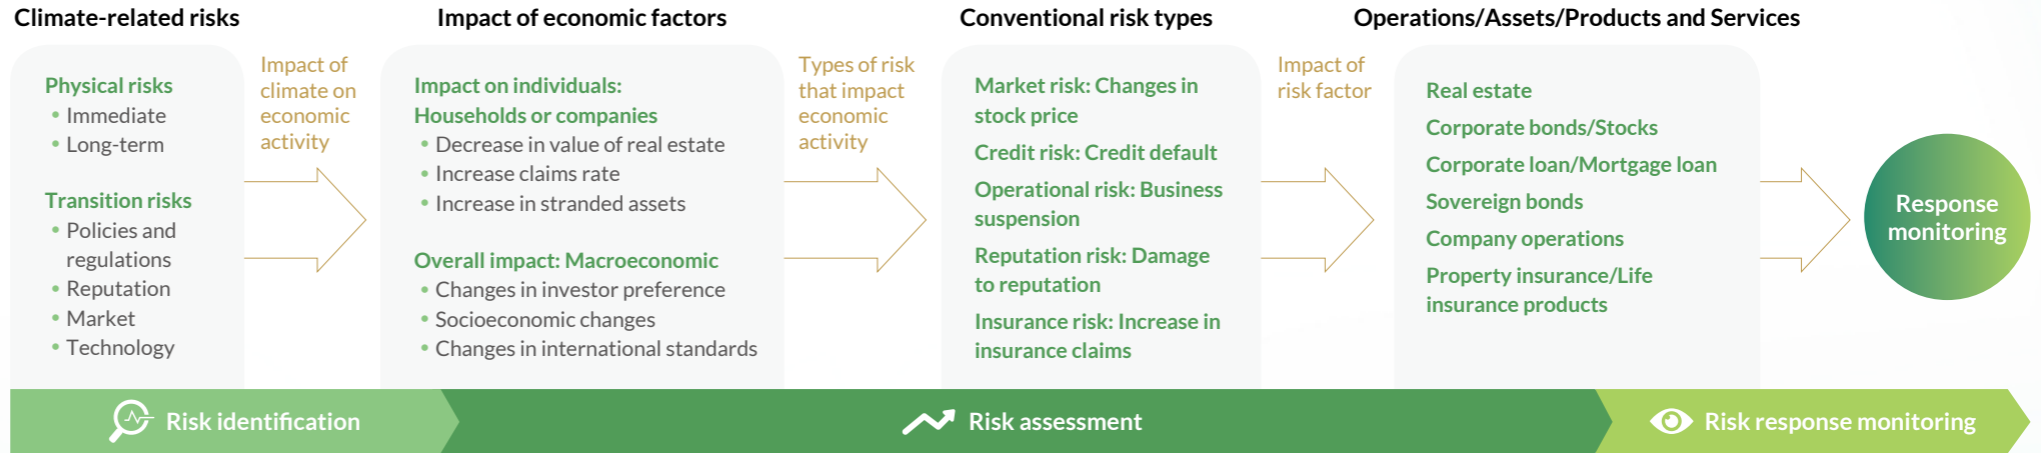 Climate-related risks
Physical risks
• Immediate
• Long-term
Transition risks
• Policies and
regulations
• Reputation
• Market
• Technology
Impact of
climate on
economic
activity
Impact of economic factors
Impact on individuals:
Households or companies
• Decrease in value of real estate
• Increase claims rate
• Increase in stranded assets
Overall impact: Macroeconomic
• Changes in investor preference
• Socioeconomic changes
• Changes in international standards
Types of risk
that impact
economic
activity
Conventional risk types
Market risk: Changes in
stock price
Credit risk: Credit default
Operational risk: Business
suspension
Reputation risk: Damage
to reputation
Insurance risk: Increase in
insurance claims
Impact of
risk factor
Operations/Assets/Products and Services
Real estate
Corporate bonds/Stocks
Corporate loan/Mortgage loan
Sovereign bonds
Company operations
Property insurance/Life
insurance products
Response
monitoring
Risk identification
Risk assessment
Risk response monitoring